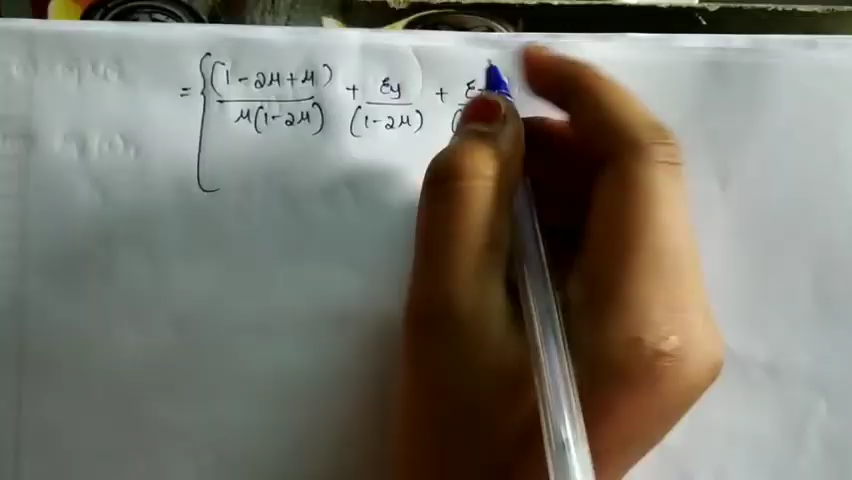 = { (1-2μ+μ) / μ(1-2μ) + εy / (1-2μ) + ε